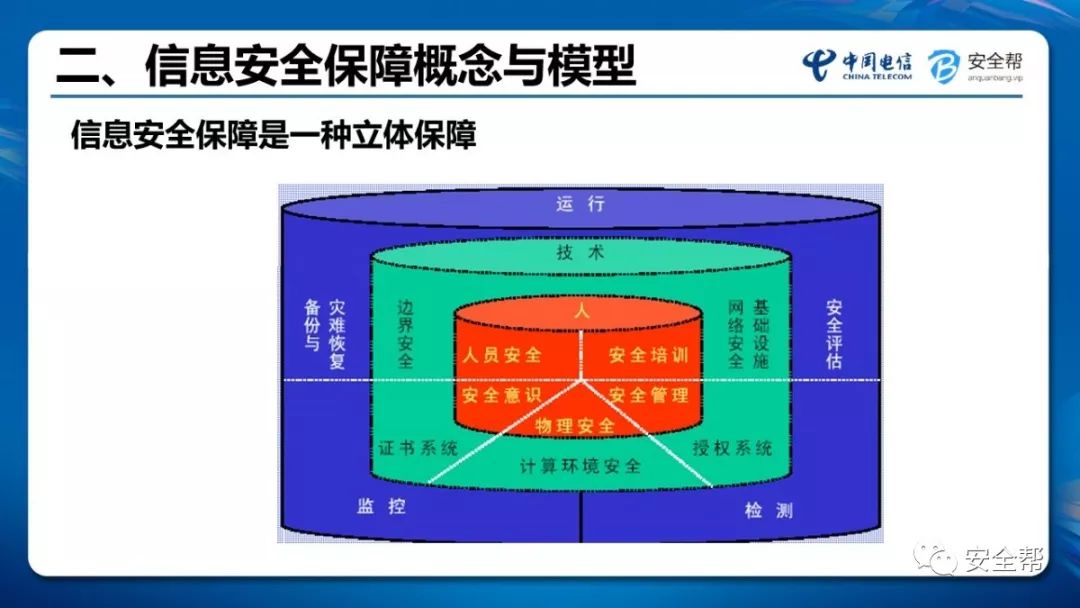 二、信息安全保障概念与模型
中国电信
CHINA TELECOM
安全帮
anquanbang.vip
信息安全保障是一种立体保障
运 行
技 术
人
备份与
灾难恢复
边界安全
人员安全
安全培训
网络安全
基础设施
安全评估
安全意识
安全管理
物理安全
证书系统
计算环境安全
授权系统
监 控
检 测
安全帮